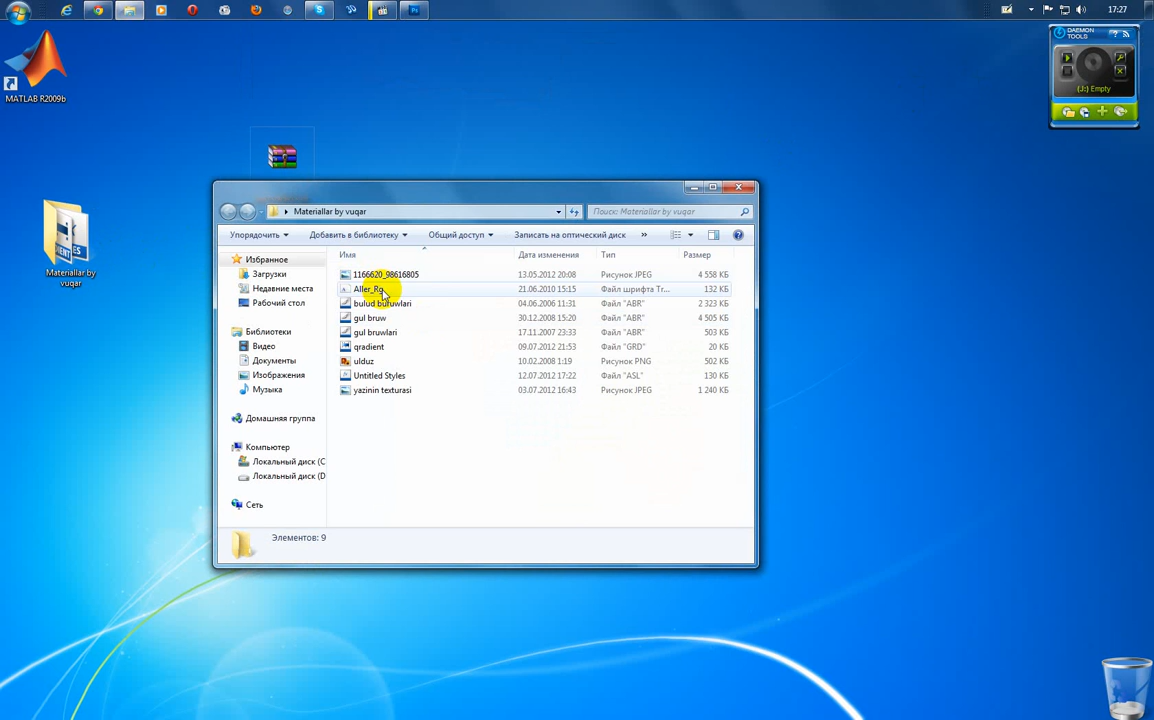 17:27
MATLAB R2009b
DAEMON
TOOLS
(J:) Empty
Materiallar by
vuqar
Materiallar by vuqar
Поиск: Materiallar by vuqar
Упорядочить
Добавить в библиотеку
Общий доступ
Записать на оптический диск
»
Избранное
Загрузки
Недавние места
Рабочий стол
Библиотеки
Видео
Документы
Изображения
Музыка
Домашняя группа
Компьютер
Локальный диск (C
Локальный диск (D
Сеть
Имя Дата изменения Тип Размер
1166620_98616805 13.05.2012 20:08 Рисунок JPEG 4 558 КБ
Aller_Rg 21.06.2010 15:15 Файл шрифта Tr... 132 КБ
bulud buruwlari 04.06.2006 11:31 Файл "ABR" 2 323 КБ
gul bruw 30.12.2008 15:20 Файл "ABR" 4 505 КБ
gul bruwlari 17.11.2007 23:33 Файл "ABR" 503 КБ
qradient 09.07.2012 21:53 Файл "GRD" 20 КБ
ulduz 10.02.2008 1:19 Рисунок PNG 502 КБ
Untitled Styles 12.07.2012 17:22 Файл "ASL" 130 КБ
yazinin texturasi 03.07.2012 16:43 Рисунок JPEG 1 240 КБ
Элементов: 9